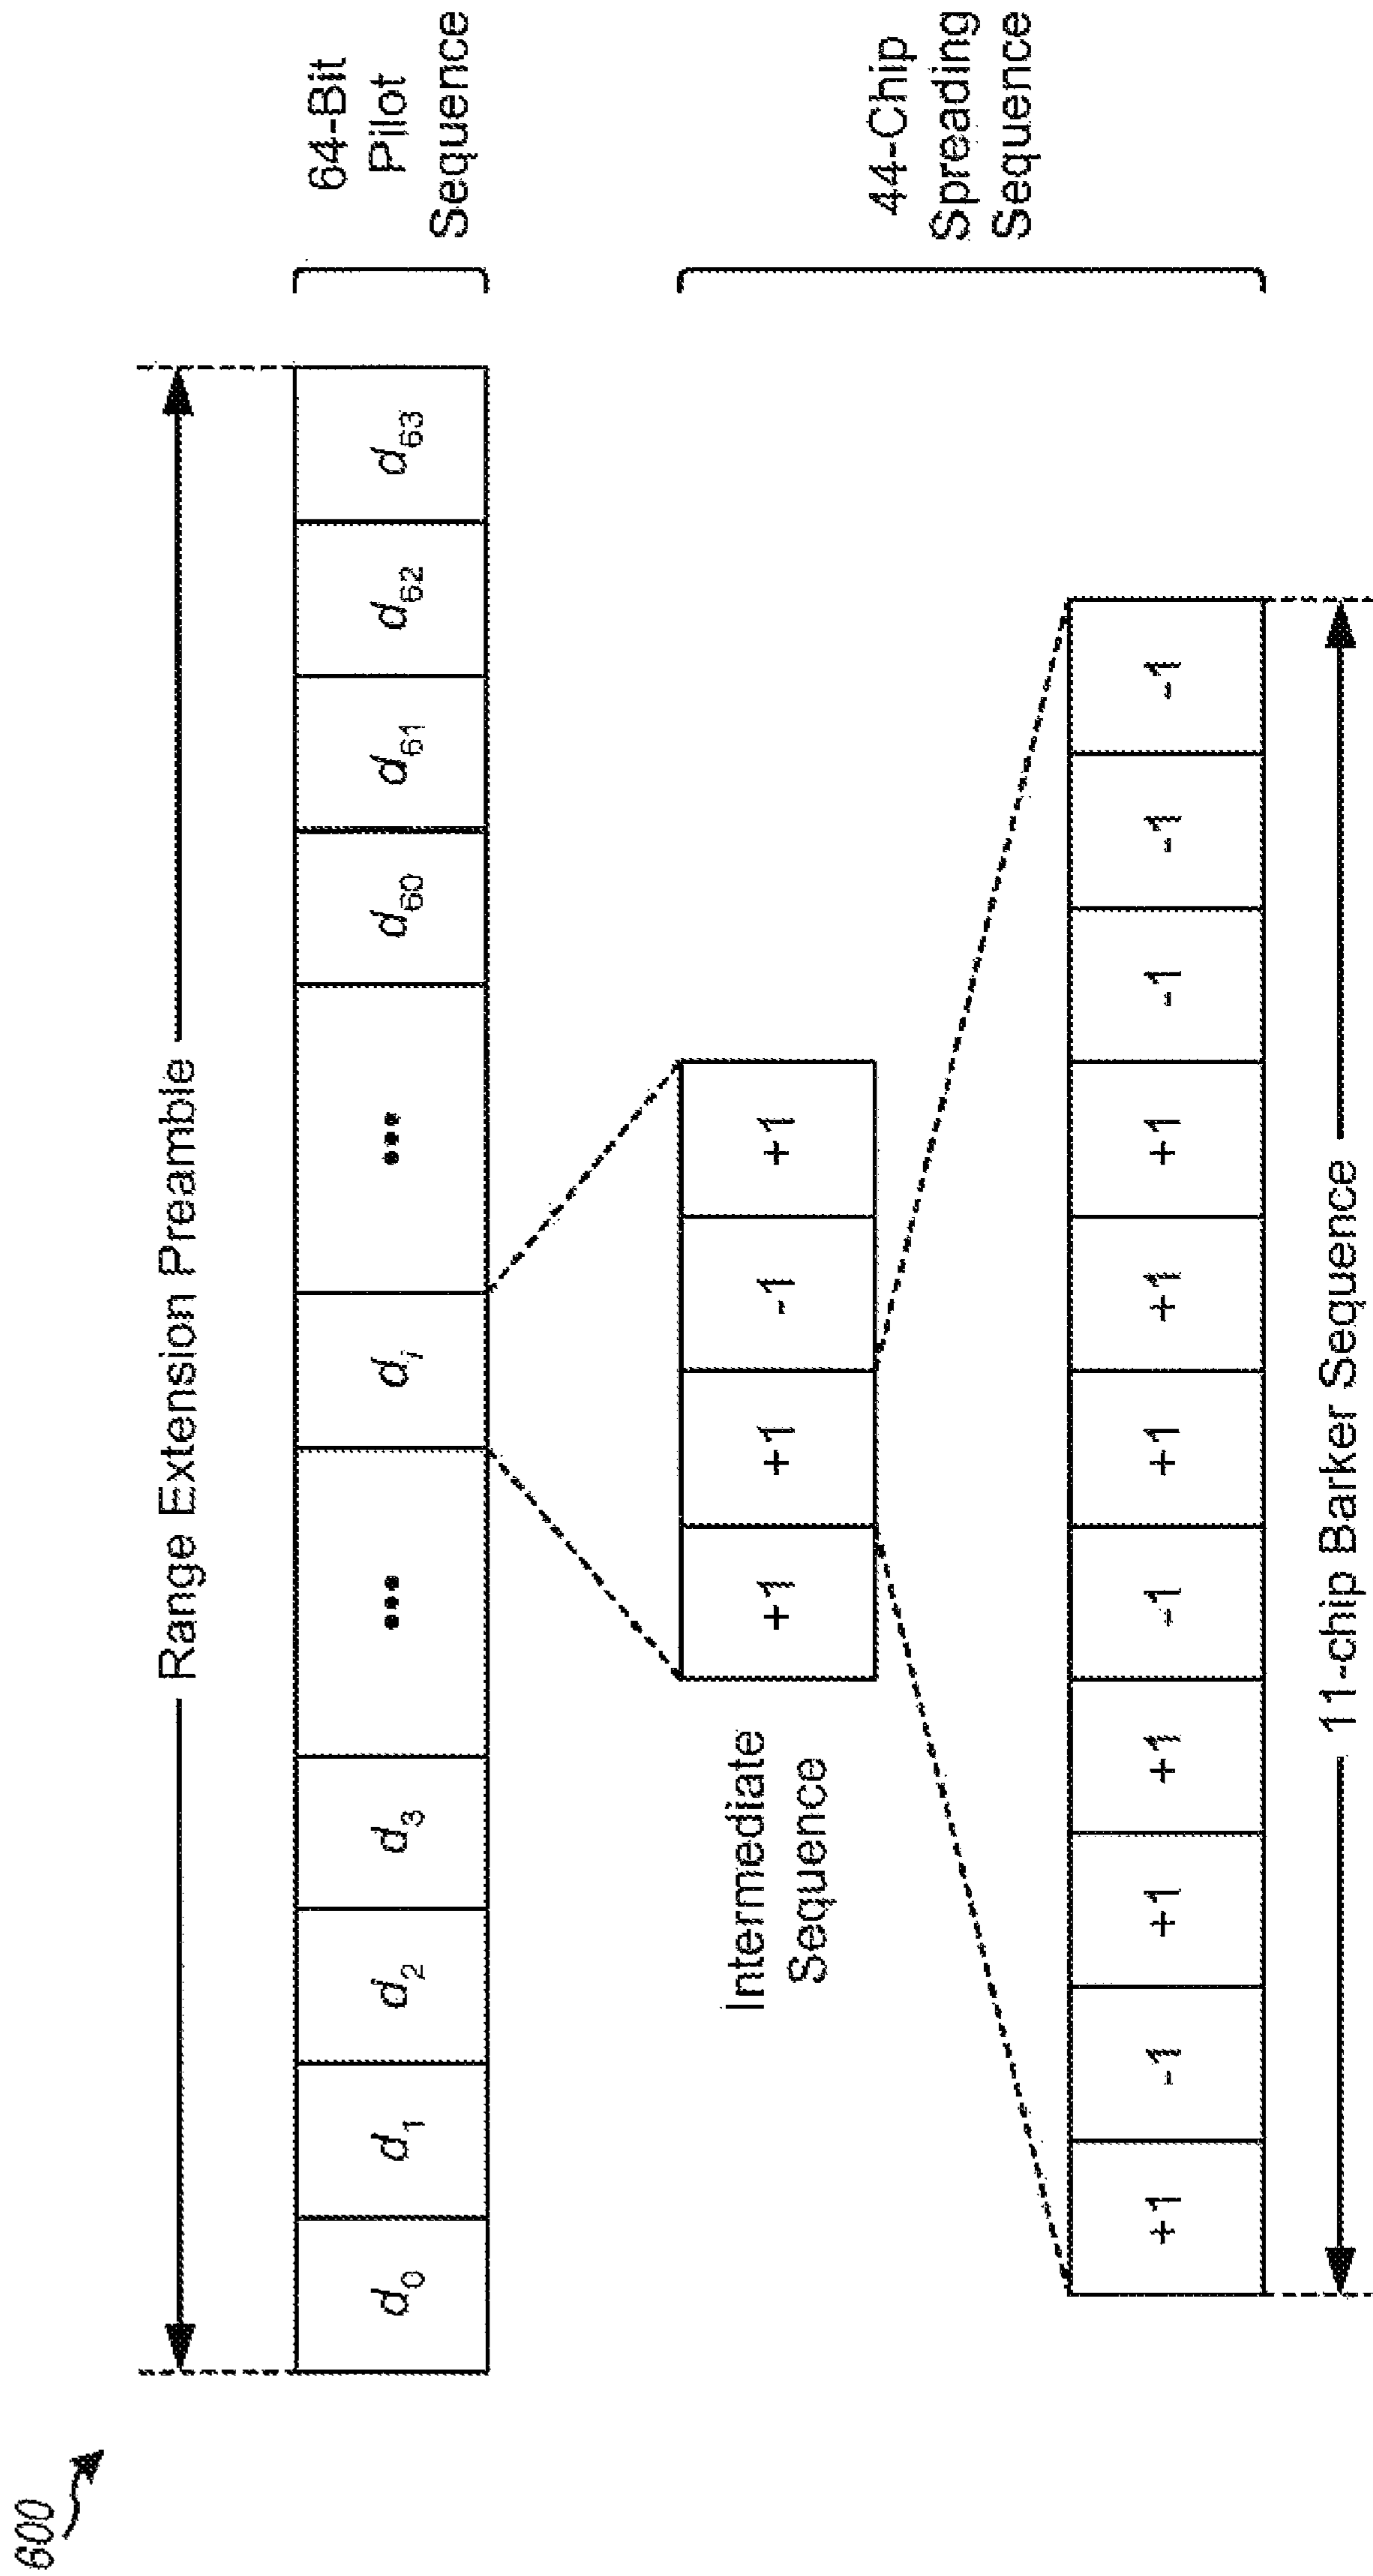 600
Range Extension Preamble
d0 d1 d2 d3 ••• di ••• d60 d61 d62 d63
64-Bit
Pilot
Sequence
Intermediate
Sequence
+1 +1 -1 +1
44-Chip
Spreading
Sequence
+1 -1 +1 +1 -1 +1 +1 +1 -1 -1 -1
11-chip Barker Sequence